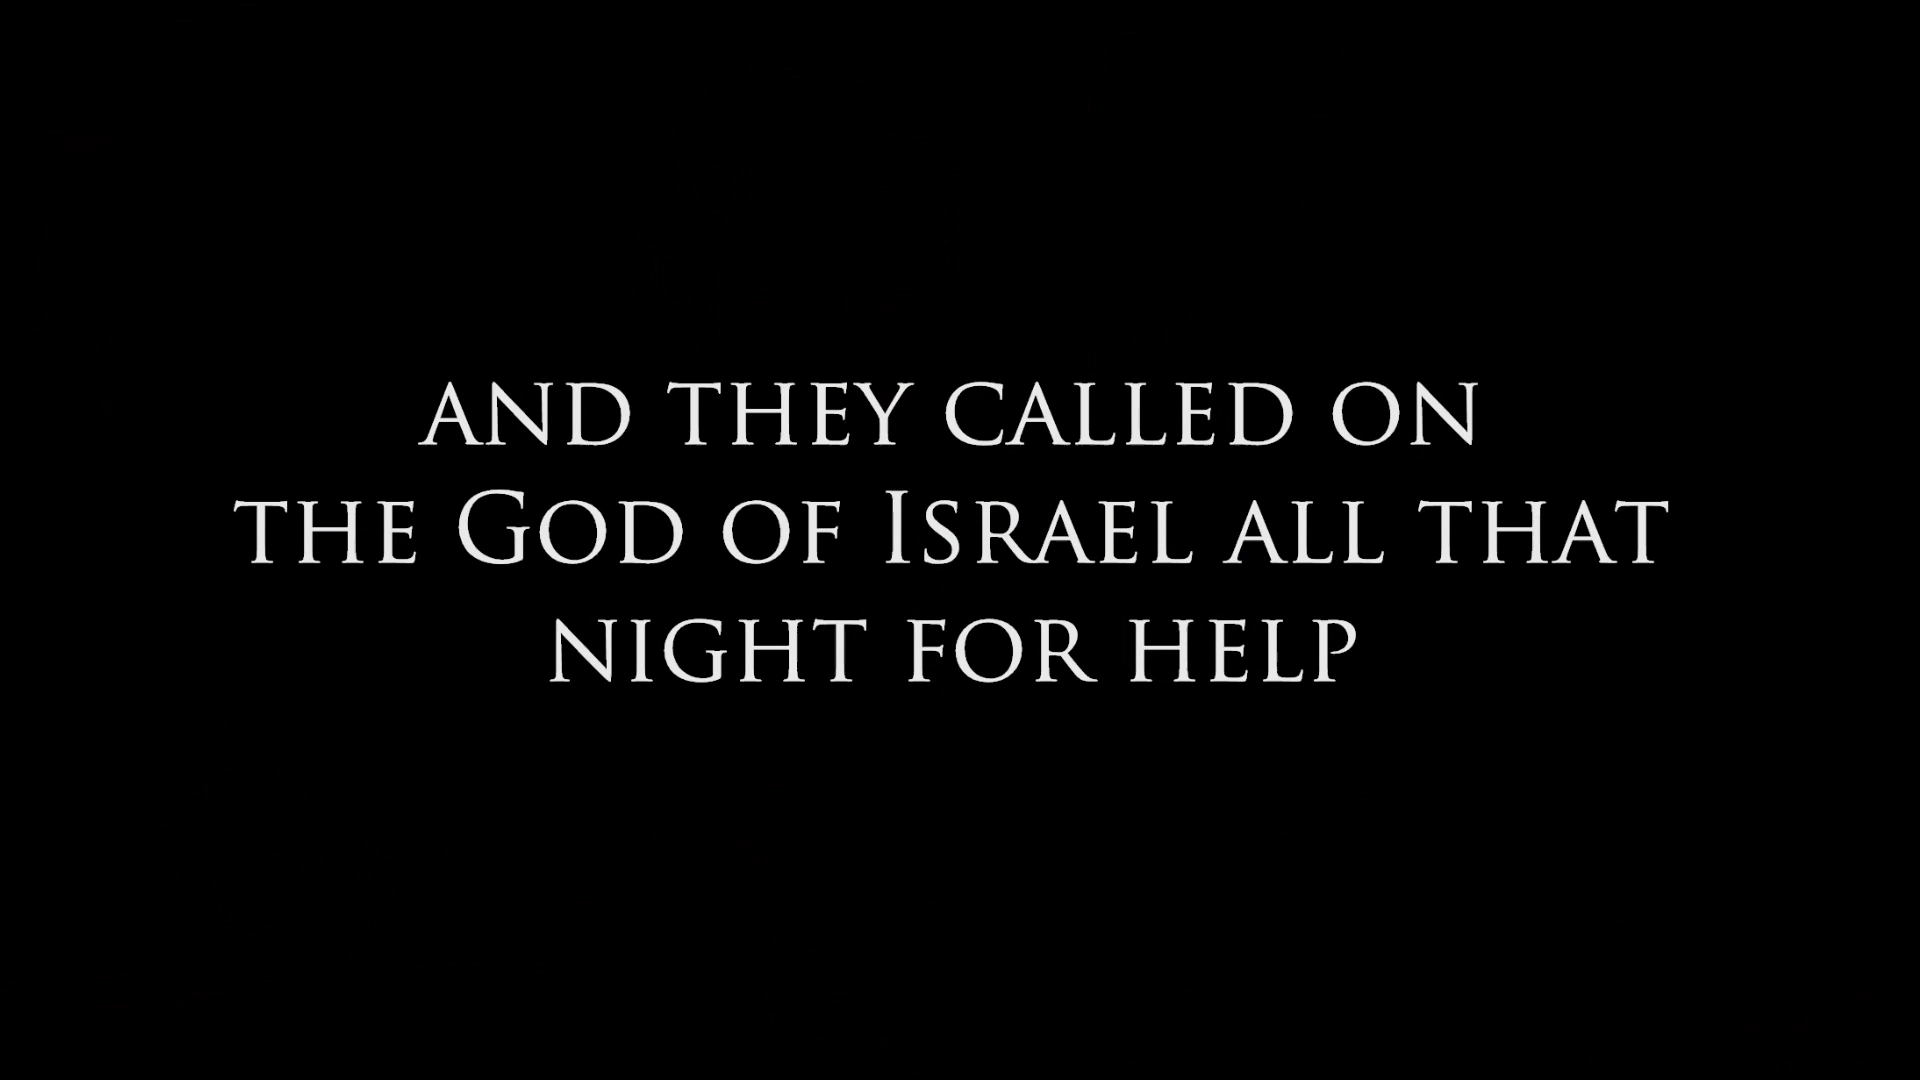 AND THEY CALLED ON
THE GOD OF ISRAEL ALL THAT
NIGHT FOR HELP